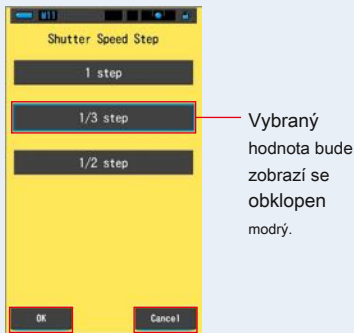 Shutter Speed Step
1 step
1/3 step
1/2 step
OK
Cancel
Vybraný
hodnota bude
zobrazí se
obklopen
modrý.